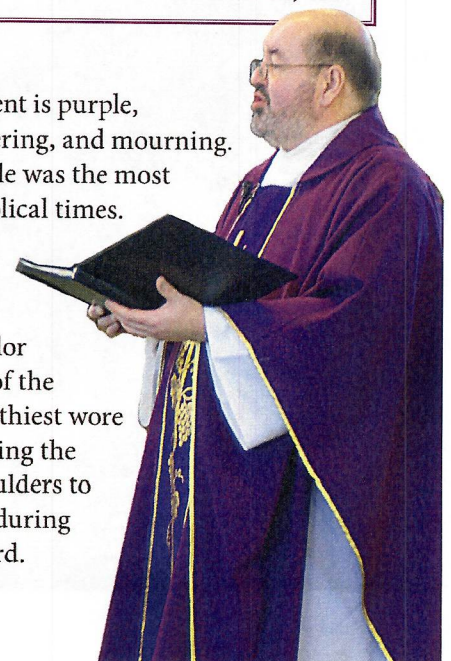 ent is purple,
ering, and mourning.
le was the most
lical times.
lor
of the
thiest wore
ing the
ulders to
during
rd.